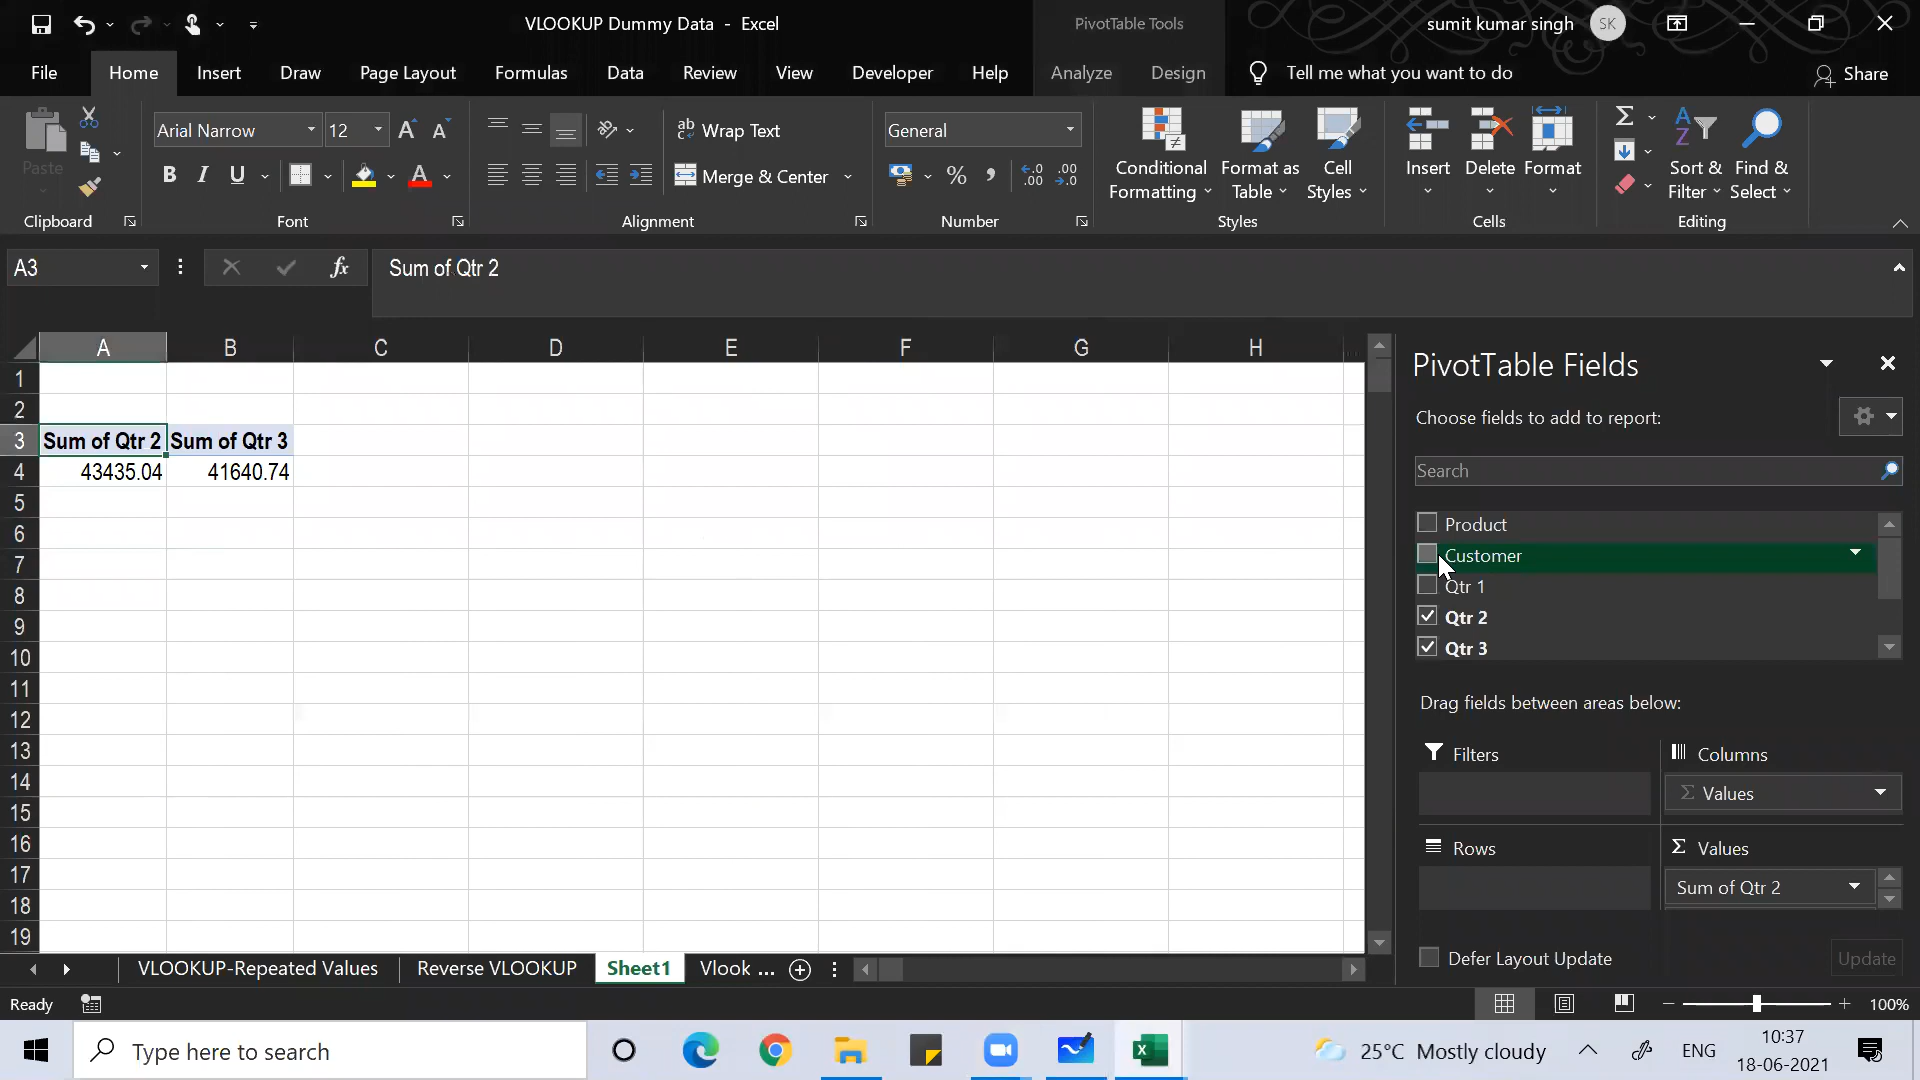 VLOOKUP Dummy Data - Excel
PivotTable Tools
sumit kumar singh
SK
File
Home
Insert
Draw
Page Layout
Formulas
Data
Review
View
Developer
Help
Analyze
Design
Tell me what you want to do
Share
Paste
Clipboard
Arial Narrow
12
B I U
Font
Wrap Text
Merge & Center
Alignment
General
Number
Conditional Formatting
Format as Table
Cell Styles
Styles
Insert
Delete
Format
Cells
Sort & Filter
Find & Select
Editing
A3
fx
Sum of Qtr 2
A B C D E F G H
1
2
3 Sum of Qtr 2 Sum of Qtr 3
4 43435.04 41640.74
5
6
7
8
9
10
11
12
13
14
15
16
17
18
19
PivotTable Fields
Choose fields to add to report:
Search
Product
Customer
Qtr 1
Qtr 2
Qtr 3
Drag fields between areas below:
Filters
Columns
Σ Values
Rows
Σ Values
Sum of Qtr 2
Defer Layout Update
Update
VLOOKUP-Repeated Values
Reverse VLOOKUP
Sheet1
Vlook ...
Ready
100%
Type here to search
25°C Mostly cloudy
ENG
10:37
18-06-2021